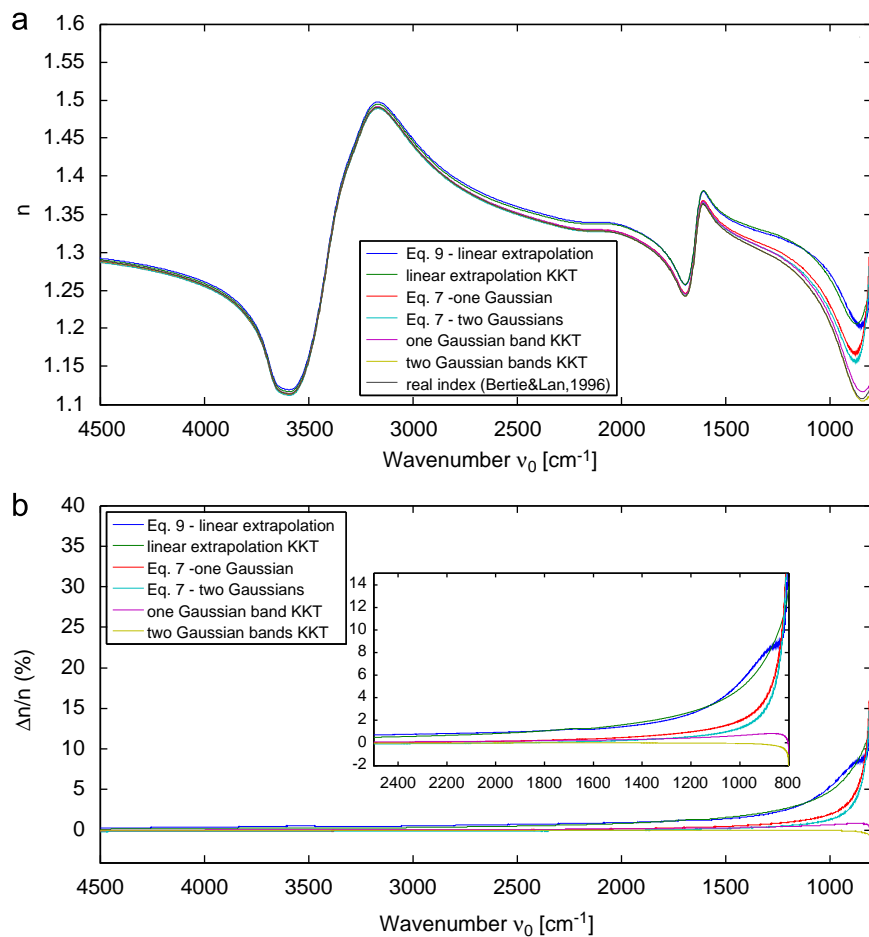 a
1.6
1.55
1.5
1.45
1.4
1.35
1.3
1.25
1.2
1.15
1.1
n
Eq. 9 - linear extrapolation
linear extrapolation KKT
Eq. 7 -one Gaussian
Eq. 7 - two Gaussians
one Gaussian band KKT
two Gaussian bands KKT
real index (Bertie&Lan,1996)
4500 4000 3500 3000 2500 2000 1500 1000
Wavenumber ν0 [cm-1]
b
40
35
30
25
20
15
10
5
0
Δn/n (%)
Eq. 9 - linear extrapolation
linear extrapolation KKT
Eq. 7 -one Gaussian
Eq. 7 - two Gaussians
one Gaussian band KKT
two Gaussian bands KKT
14
12
10
8
6
4
2
0
-2
2400 2200 2000 1800 1600 1400 1200 1000 800
4500 4000 3500 3000 2500 2000 1500 1000
Wavenumber ν0 [cm-1]